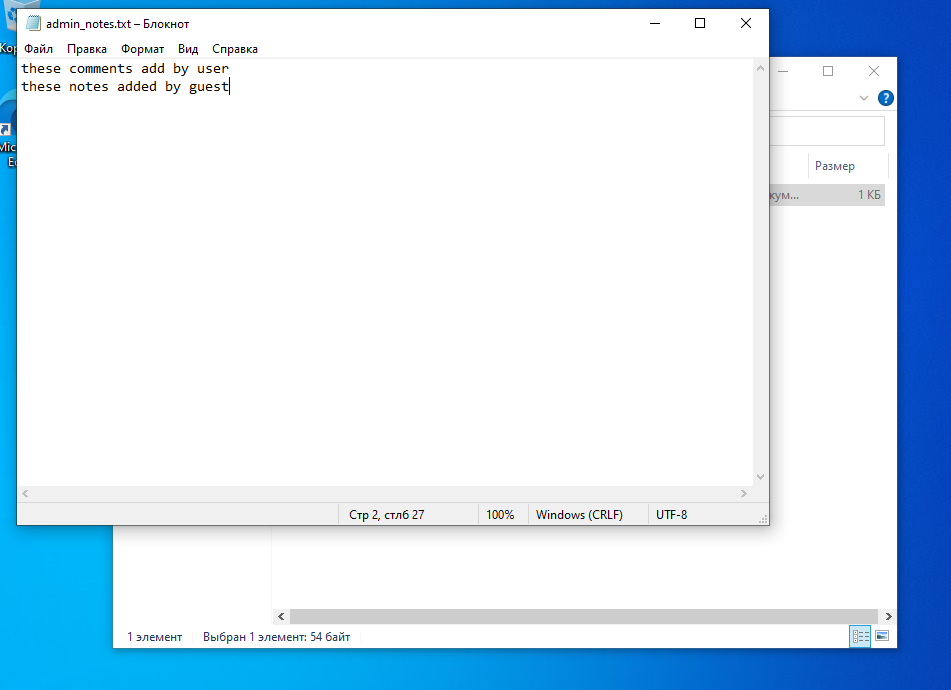 admin_notes.txt – Блокнот
Файл Правка Формат Вид Справка
these comments add by user
these notes added by guest
Стр 2, стлб 27 100% Windows (CRLF) UTF-8
?
Размер
1 КБ
1 элемент Выбран 1 элемент: 54 байт